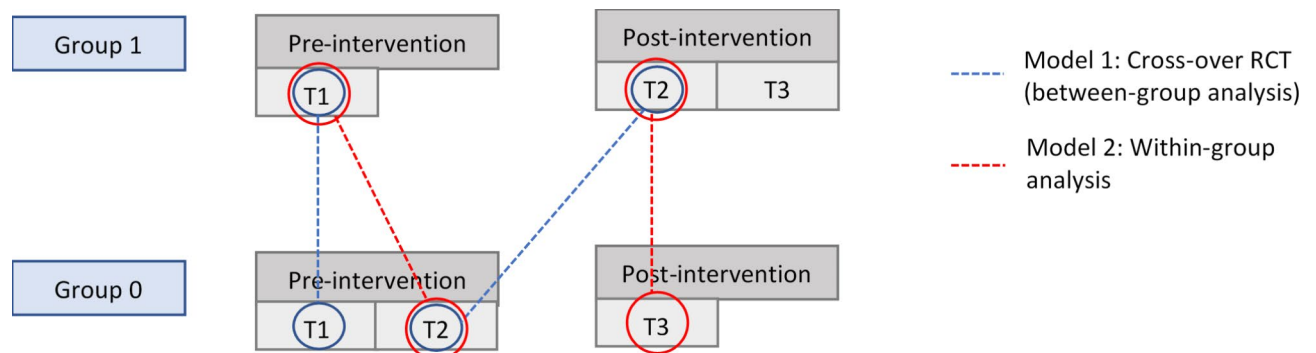 Group 1
Pre-intervention
T1
Post-intervention
T2
T3
Model 1: Cross-over RCT
(between-group analysis)
Model 2: Within-group
analysis
Group 0
Pre-intervention
T1
T2
Post-intervention
T3